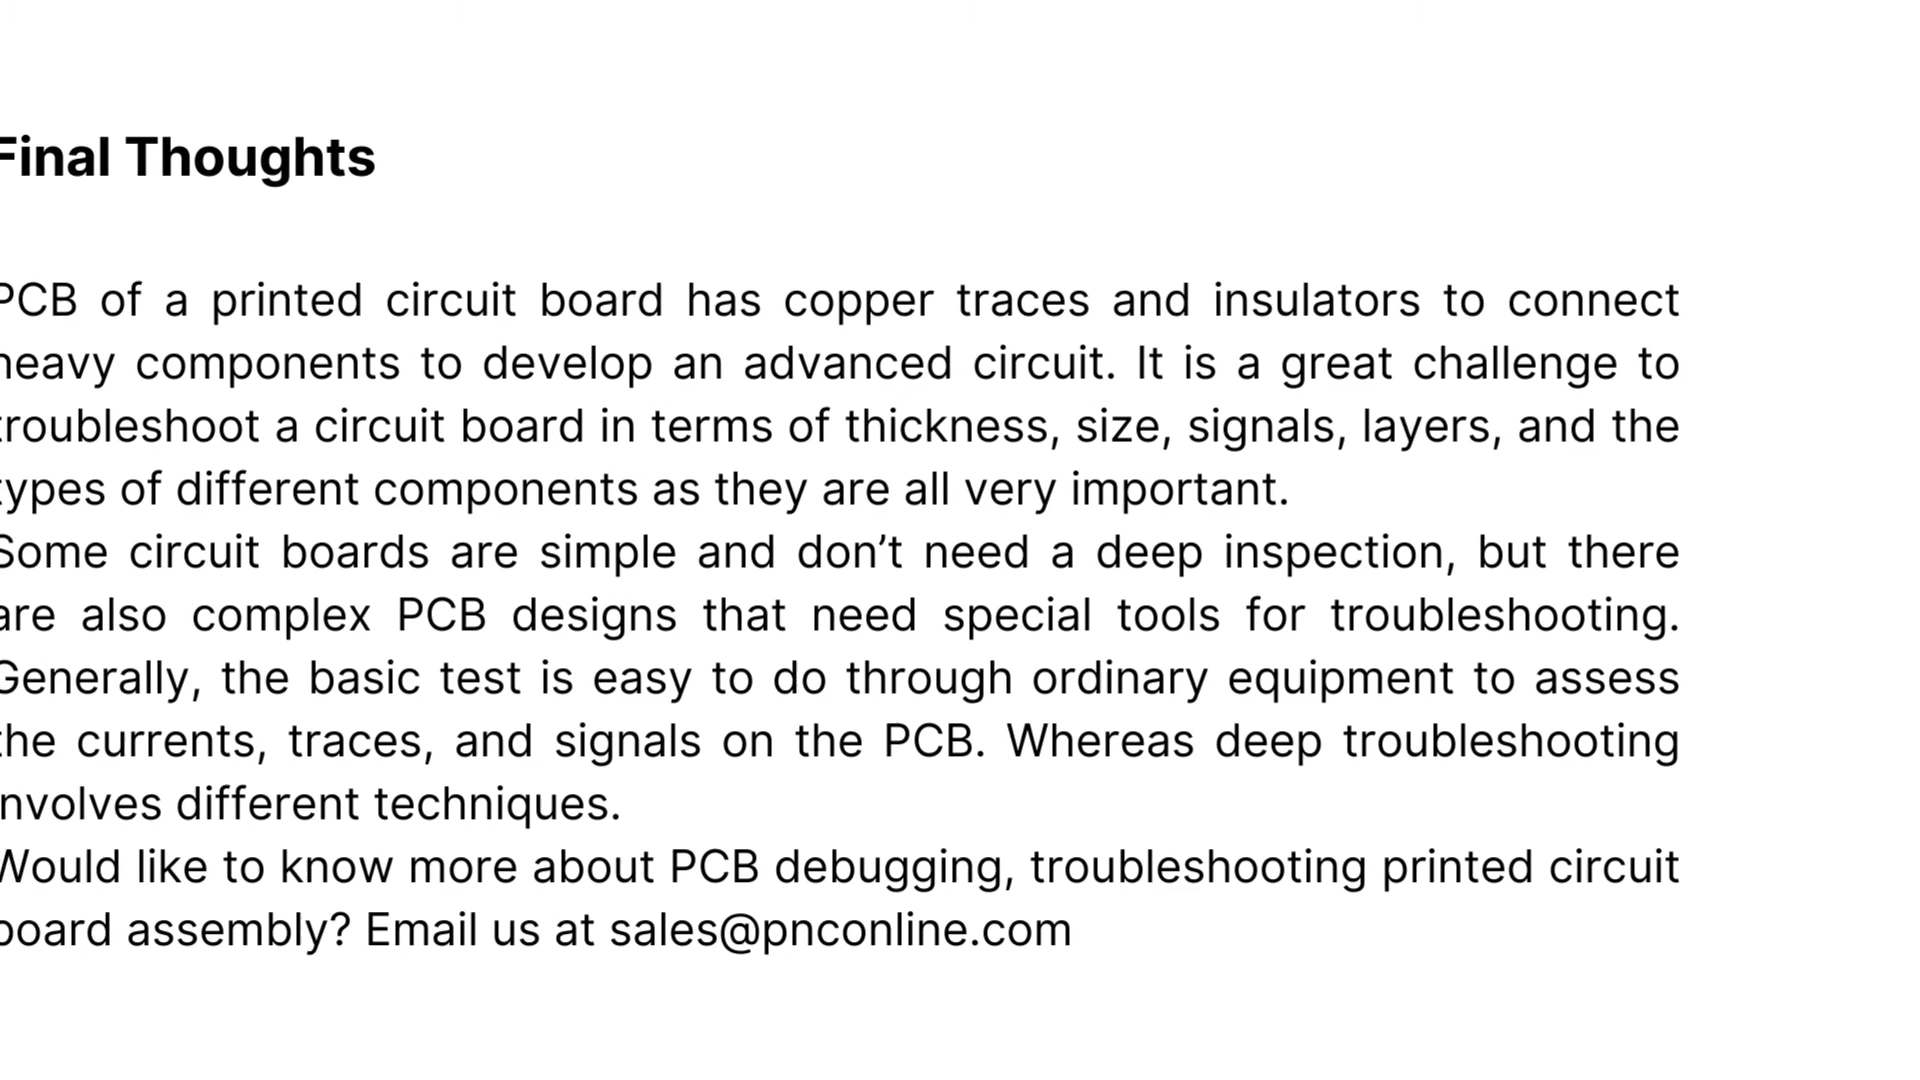 Final Thoughts
PCB of a printed circuit board has copper traces and insulators to connect
heavy components to develop an advanced circuit. It is a great challenge to
troubleshoot a circuit board in terms of thickness, size, signals, layers, and the
types of different components as they are all very important.
Some circuit boards are simple and don’t need a deep inspection, but there
are also complex PCB designs that need special tools for troubleshooting.
Generally, the basic test is easy to do through ordinary equipment to assess
the currents, traces, and signals on the PCB. Whereas deep troubleshooting
involves different techniques.
Would like to know more about PCB debugging, troubleshooting printed circuit
board assembly? Email us at sales@pnconline.com